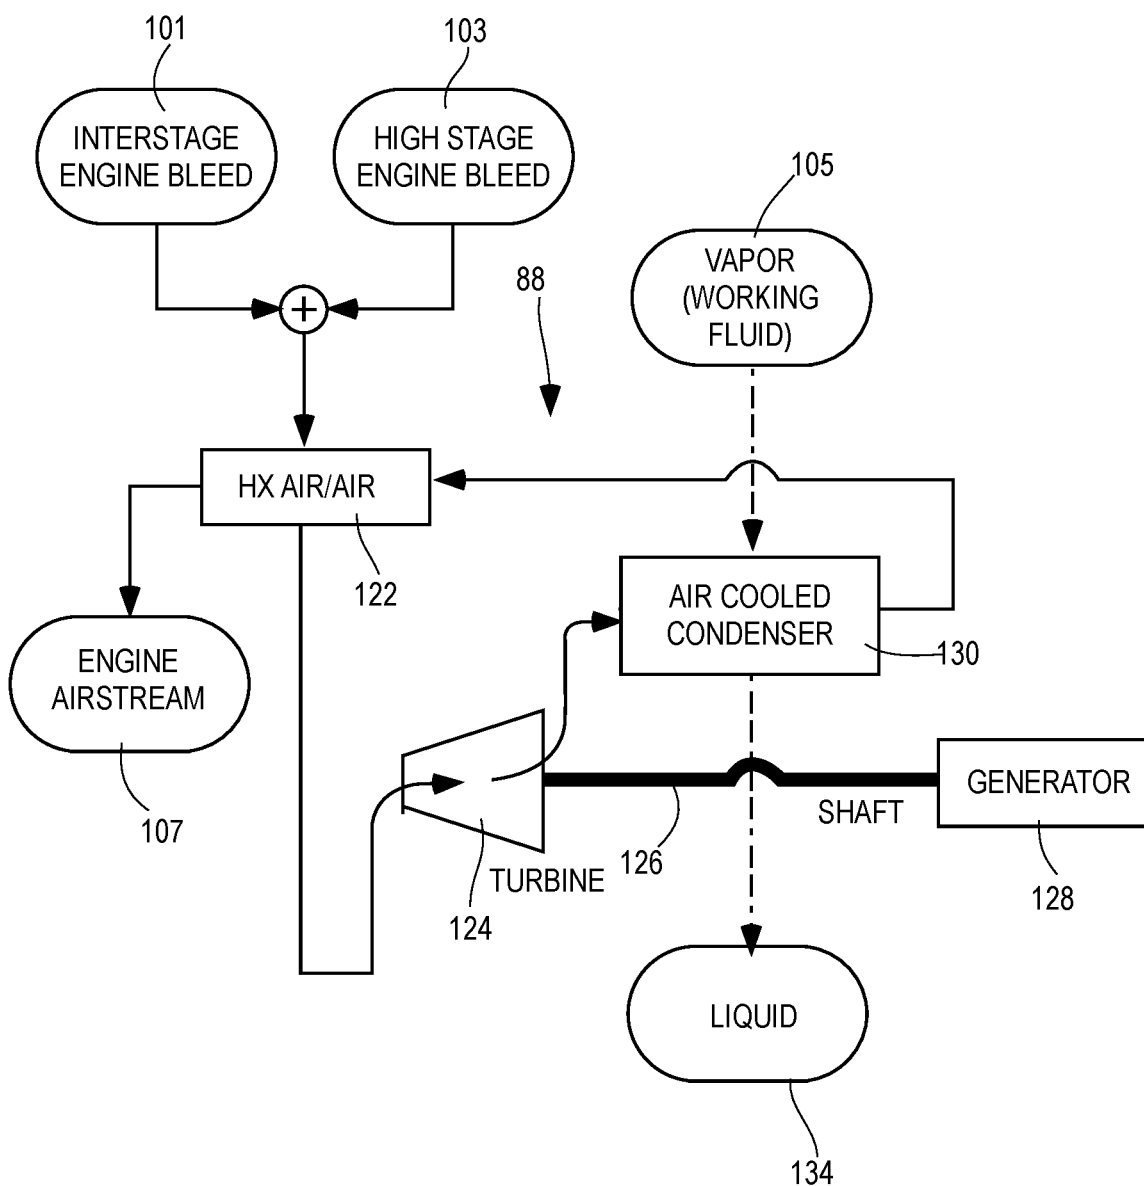 101
103
INTERSTAGE
ENGINE BLEED
HIGH STAGE
ENGINE BLEED
105
VAPOR
(WORKING
FLUID)
88
+
HX AIR/AIR
122
AIR COOLED
CONDENSER
130
ENGINE
AIRSTREAM
107
GENERATOR
SHAFT
126
128
TURBINE
124
LIQUID
134